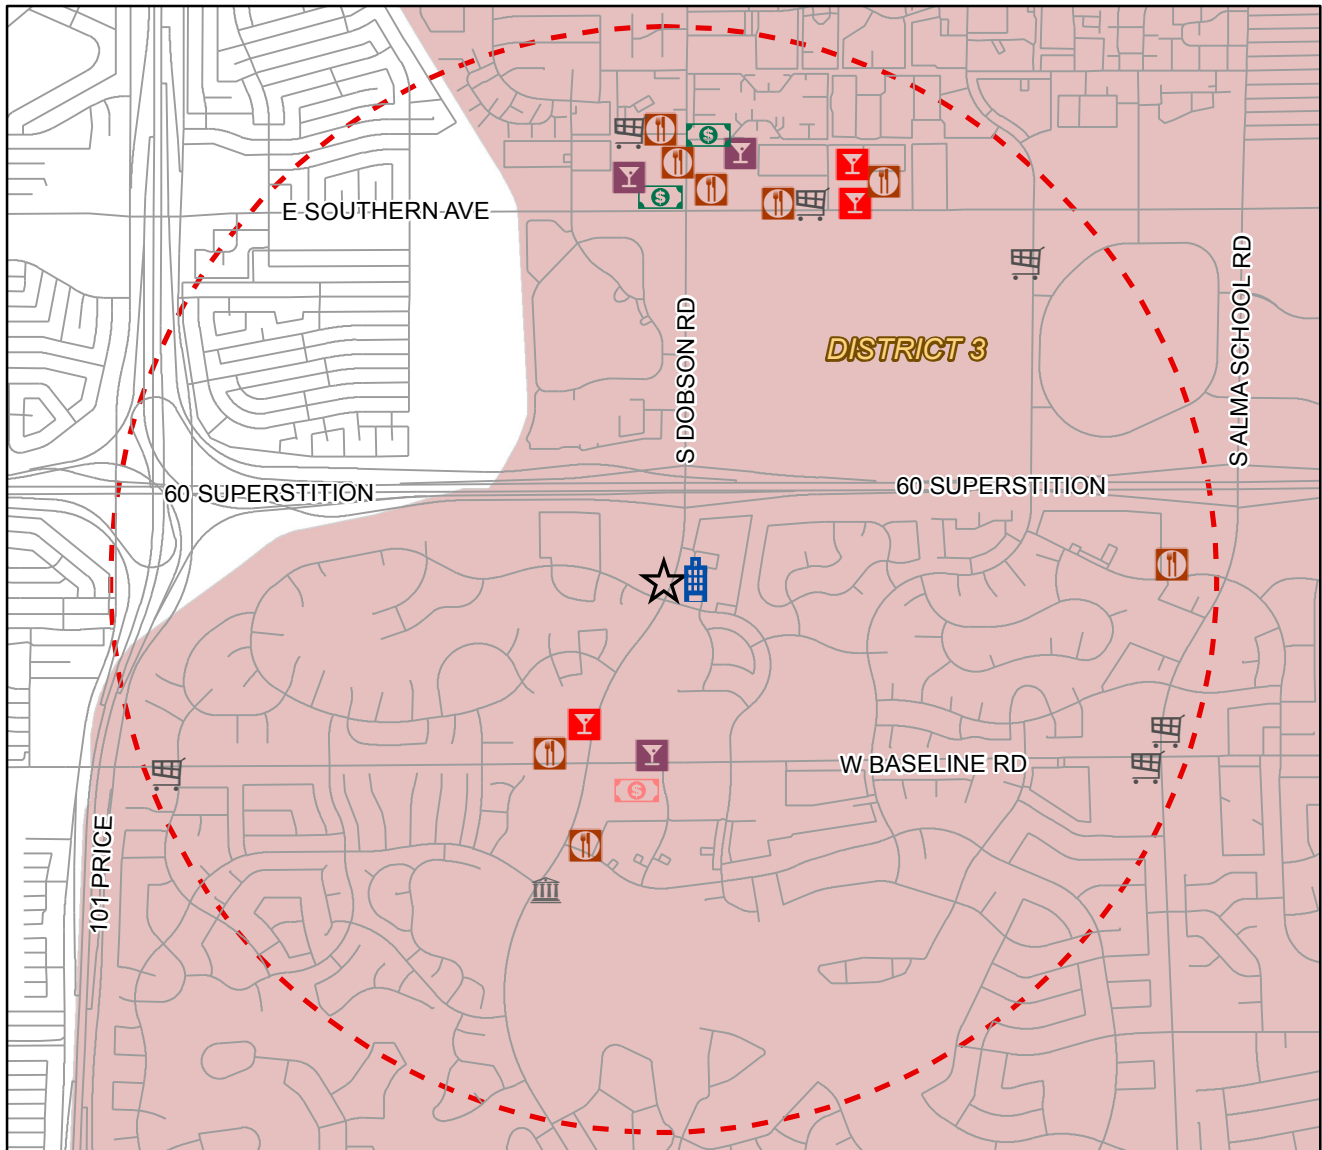 E SOUTHERN AVE
S DOBSON RD
S ALMA SCHOOL RD
DISTRICT 3
60 SUPERSTITION
60 SUPERSTITION
W BASELINE RD
101 PRICE